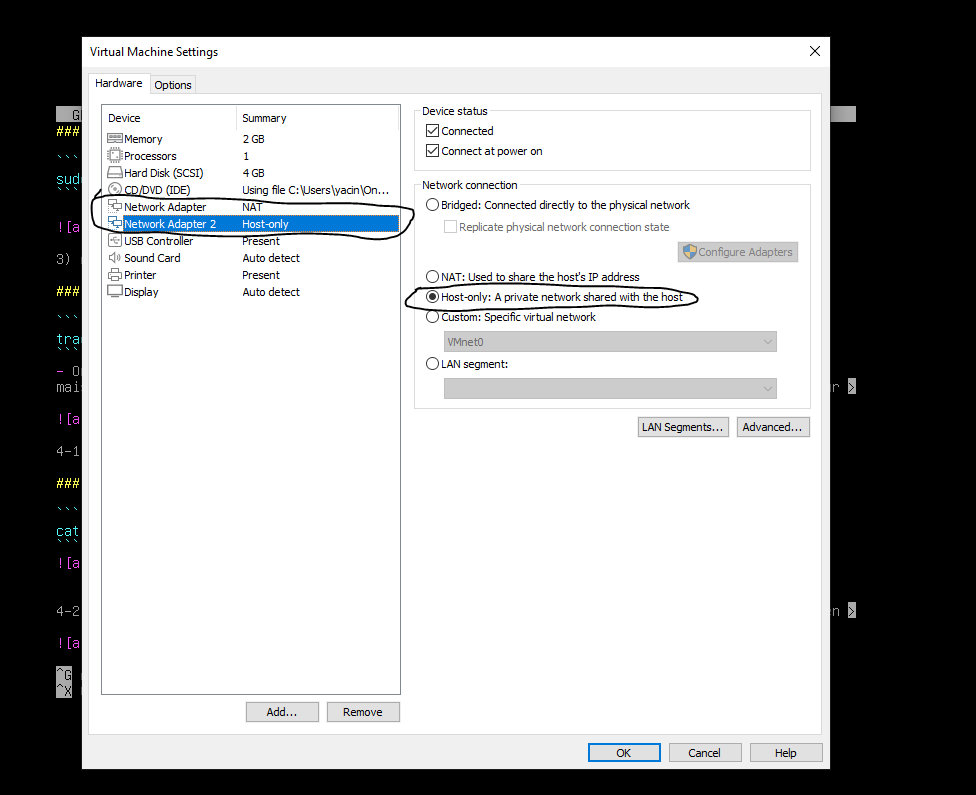 Virtual Machine Settings
Hardware Options
Device Summary
Memory 2 GB
Processors 1
Hard Disk (SCSI) 4 GB
CD/DVD (IDE) Using file C:\Users\yacin\On...
Network Adapter NAT
Network Adapter 2 Host-only
USB Controller Present
Sound Card Auto detect
Printer Present
Display Auto detect
Add... Remove
Device status
Connected
Connect at power on
Network connection
Bridged: Connected directly to the physical network
Replicate physical network connection state
Configure Adapters
NAT: Used to share the host's IP address
Host-only: A private network shared with the host
Custom: Specific virtual network
VMnet0
LAN segment:
LAN Segments... Advanced...
OK Cancel Help
G
###
```
sud
```
![a
3)
###
```
tra
```
- O
mai r >
![a
4-1
###
```
cat
```
![a
4-2 en >
![a
^G
^X